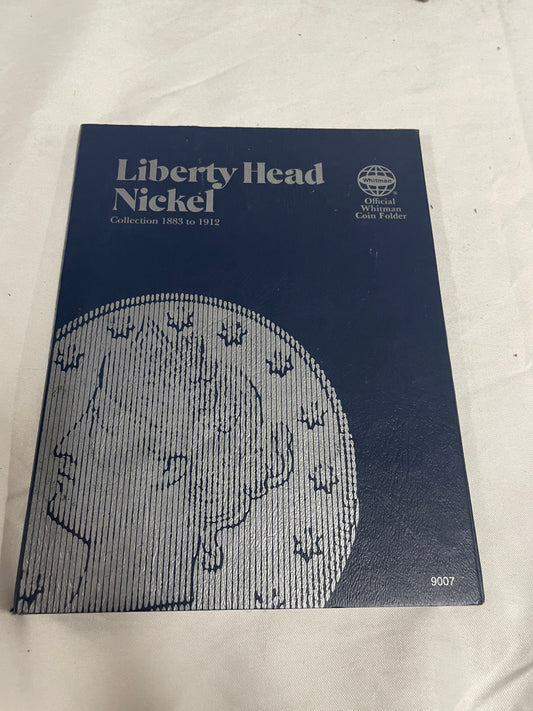 Liberty Head
Nickel
Collection 1883 to 1912
Whitman
®
Official
Whitman
Coin Folder
9007